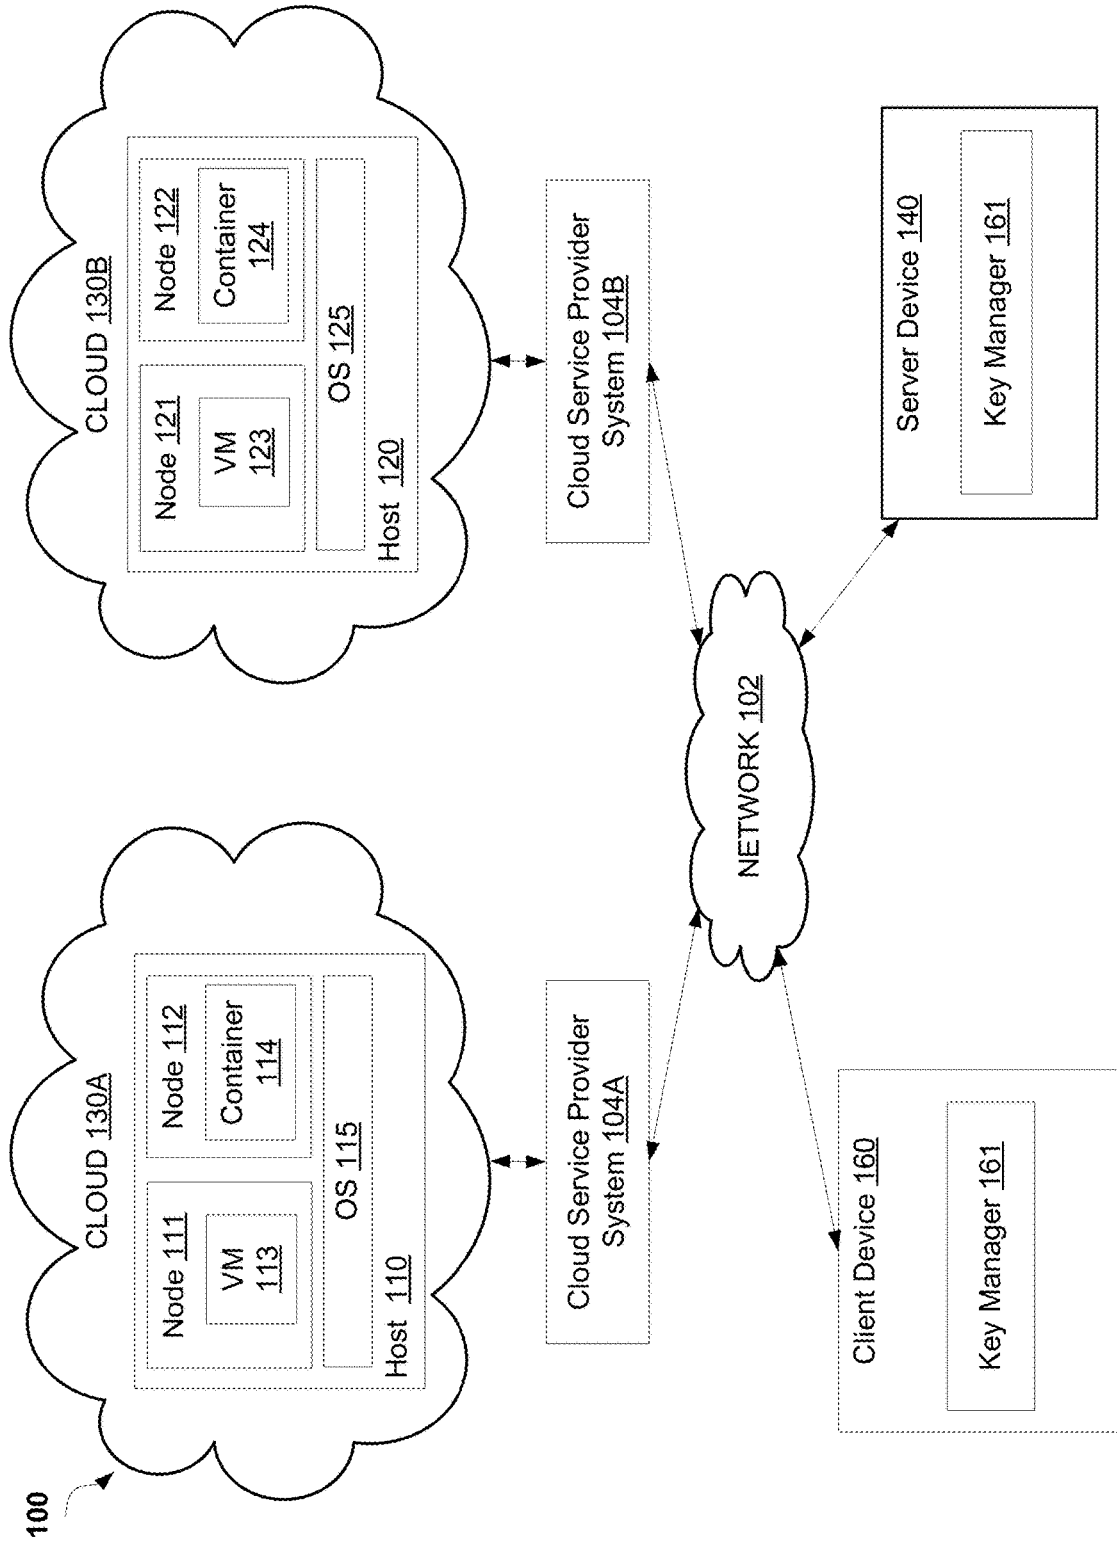 100
CLOUD 130A
Node 111
VM
113
Node 112
Container
114
OS 115
Host 110
CLOUD 130B
Node 121
VM
123
Node 122
Container
124
OS 125
Host 120
Cloud Service Provider
System 104A
Cloud Service Provider
System 104B
NETWORK 102
Client Device 160
Key Manager 161
Server Device 140
Key Manager 161